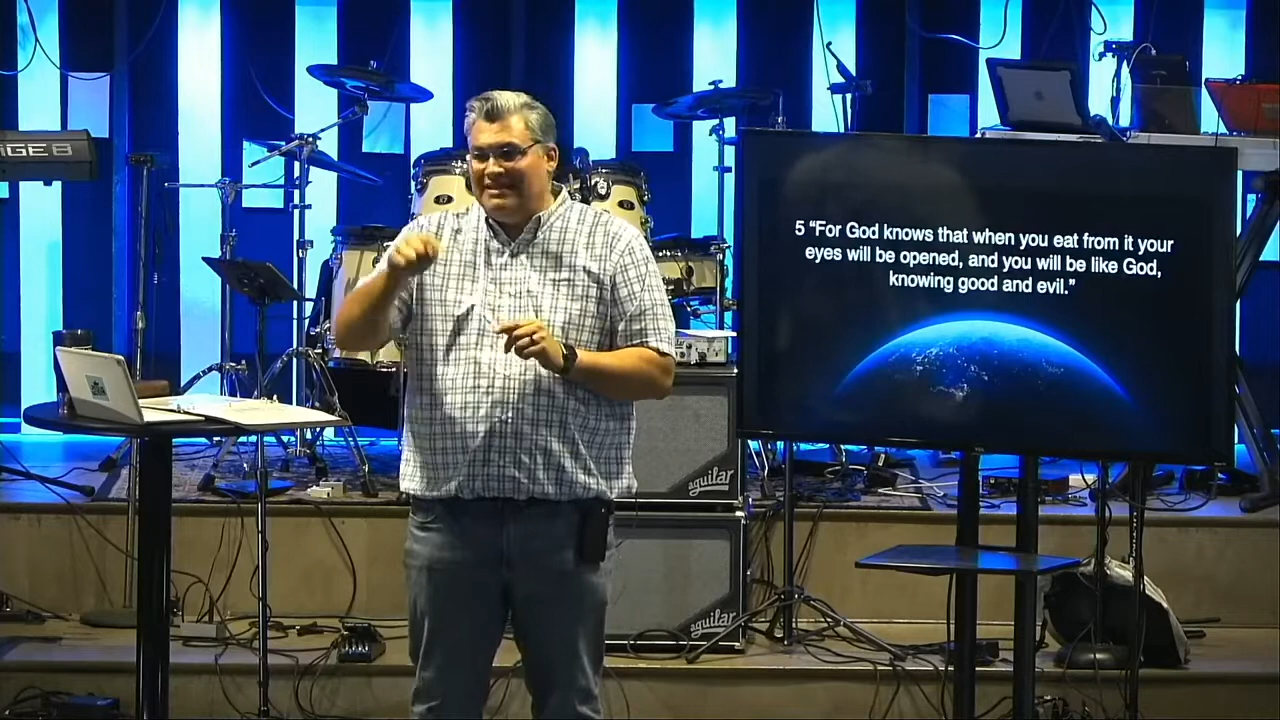 5 “For God knows that when you eat from it your
eyes will be opened, and you will be like God,
knowing good and evil.”
aguilar
aguilar